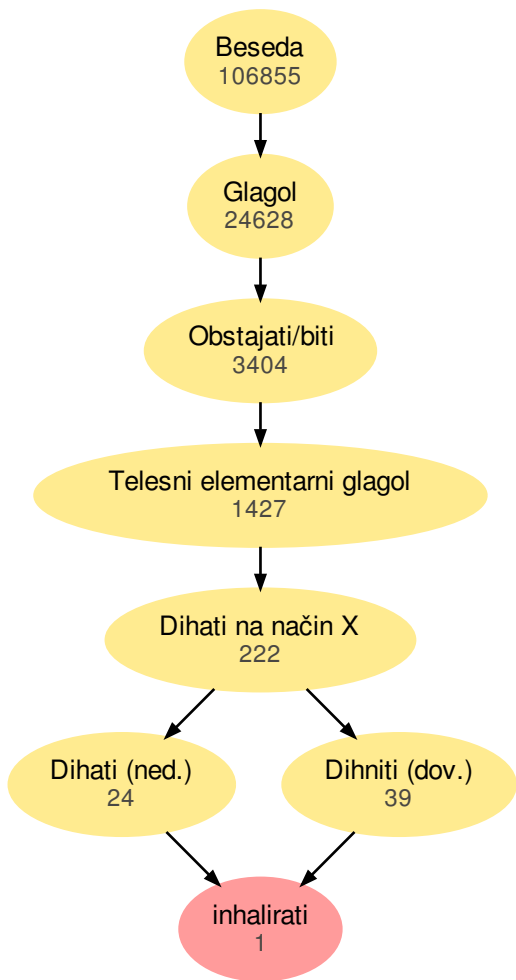 Beseda
106855
Glagol
24628
Obstajati/biti
3404
Telesni elementarni glagol
1427
Dihati na način X
222
Dihati (ned.)
24
Dihniti (dov.)
39
inhalirati
1